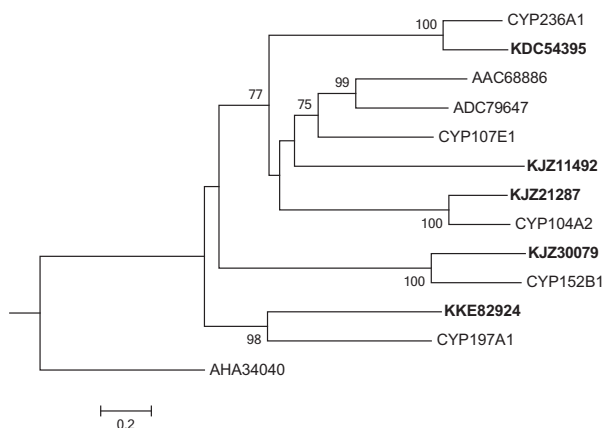 CYP236A1
100
KDC54395
AAC68886
99
77
75
ADC79647
CYP107E1
KJZ11492
KJZ21287
100
CYP104A2
KJZ30079
100
CYP152B1
KKE82924
98
CYP197A1
AHA34040
0.2